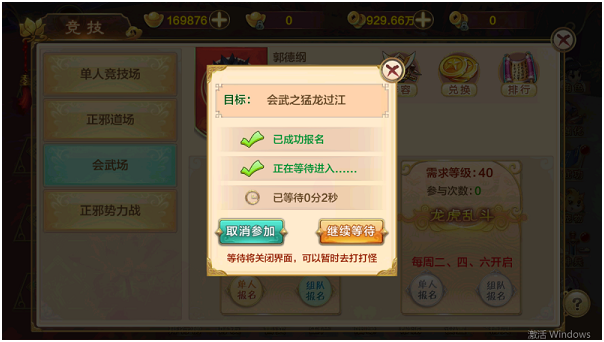 竞技
169876
0
929.66万
0
单人竞技场
正邪道场
会武场
正邪势力战
郭德纲
容
兑换
排行
目标： 会武之猛龙过江
已成功报名
正在等待进入......
已等待0分2秒
取消参加
继续等待
等待将关闭界面，可以暂时去打打怪
单人
报名
组队
报名
需求等级：40
参与次数：0
龙虎乱斗
每周二、四、六开启
单人
报名
组队
报名
?
激活 Windows